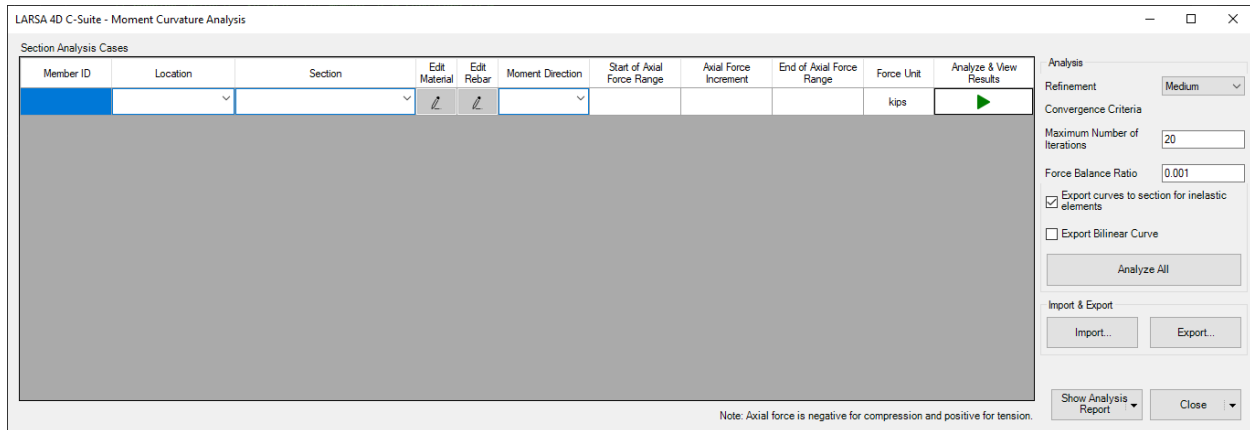 LARSA 4D C-Suite - Moment Curvature Analysis
Section Analysis Cases
Member ID
Location
Section
Edit
Material
Edit
Rebar
Moment Direction
Start of Axial
Force Range
Axial Force
Increment
End of Axial Force
Range
Force Unit
Analyze & View
Results
kips
Note: Axial force is negative for compression and positive for tension.
Analysis
Refinement
Medium
Convergence Criteria
Maximum Number of
Iterations
20
Force Balance Ratio
0.001
Export curves to section for inelastic
elements
Export Bilinear Curve
Analyze All
Import & Export
Import...
Export...
Show Analysis
Report
Close